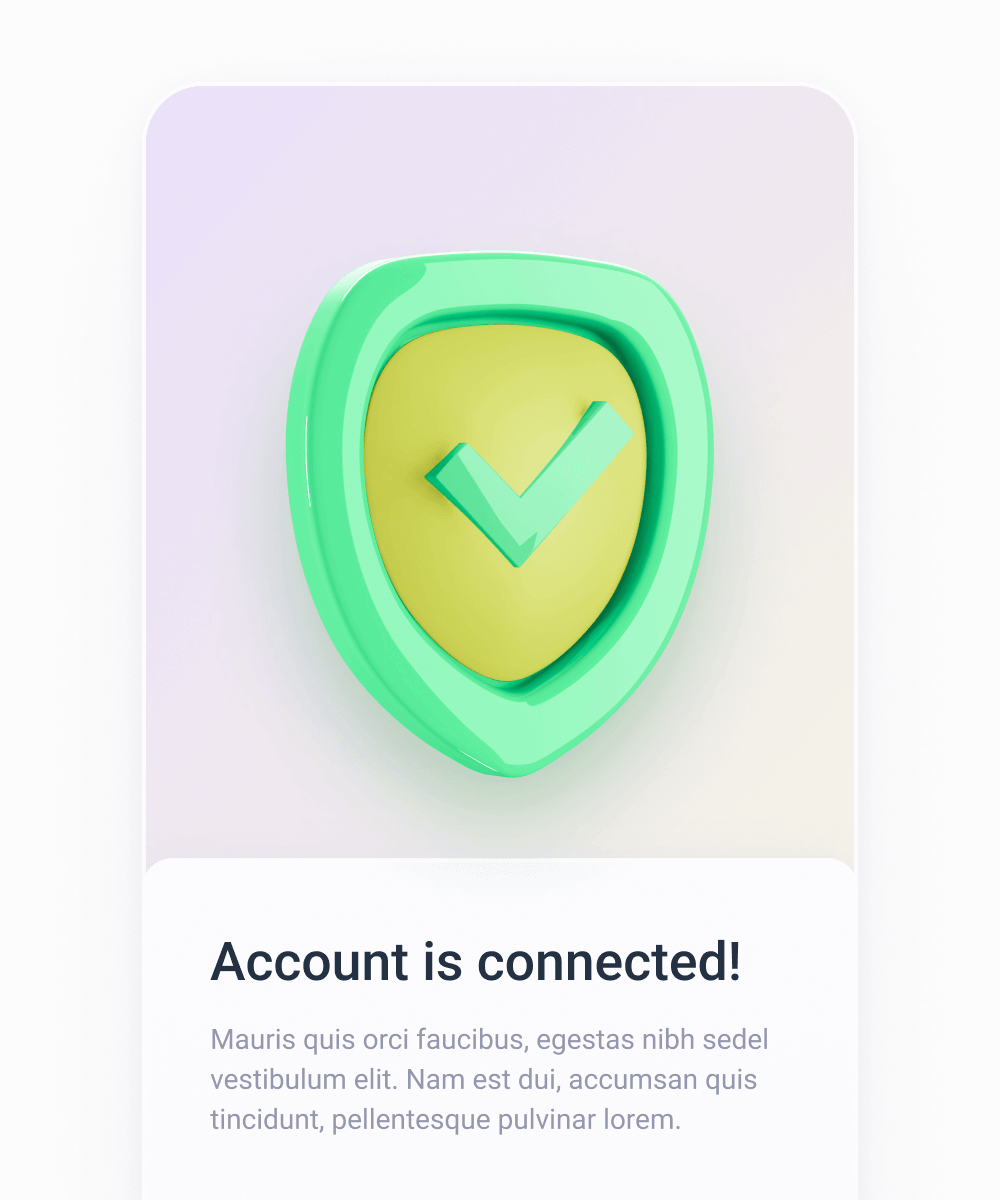 Account is connected!
Mauris quis orci faucibus, egestas nibh sedel
vestibulum elit. Nam est dui, accumsan quis
tincidunt, pellentesque pulvinar lorem.